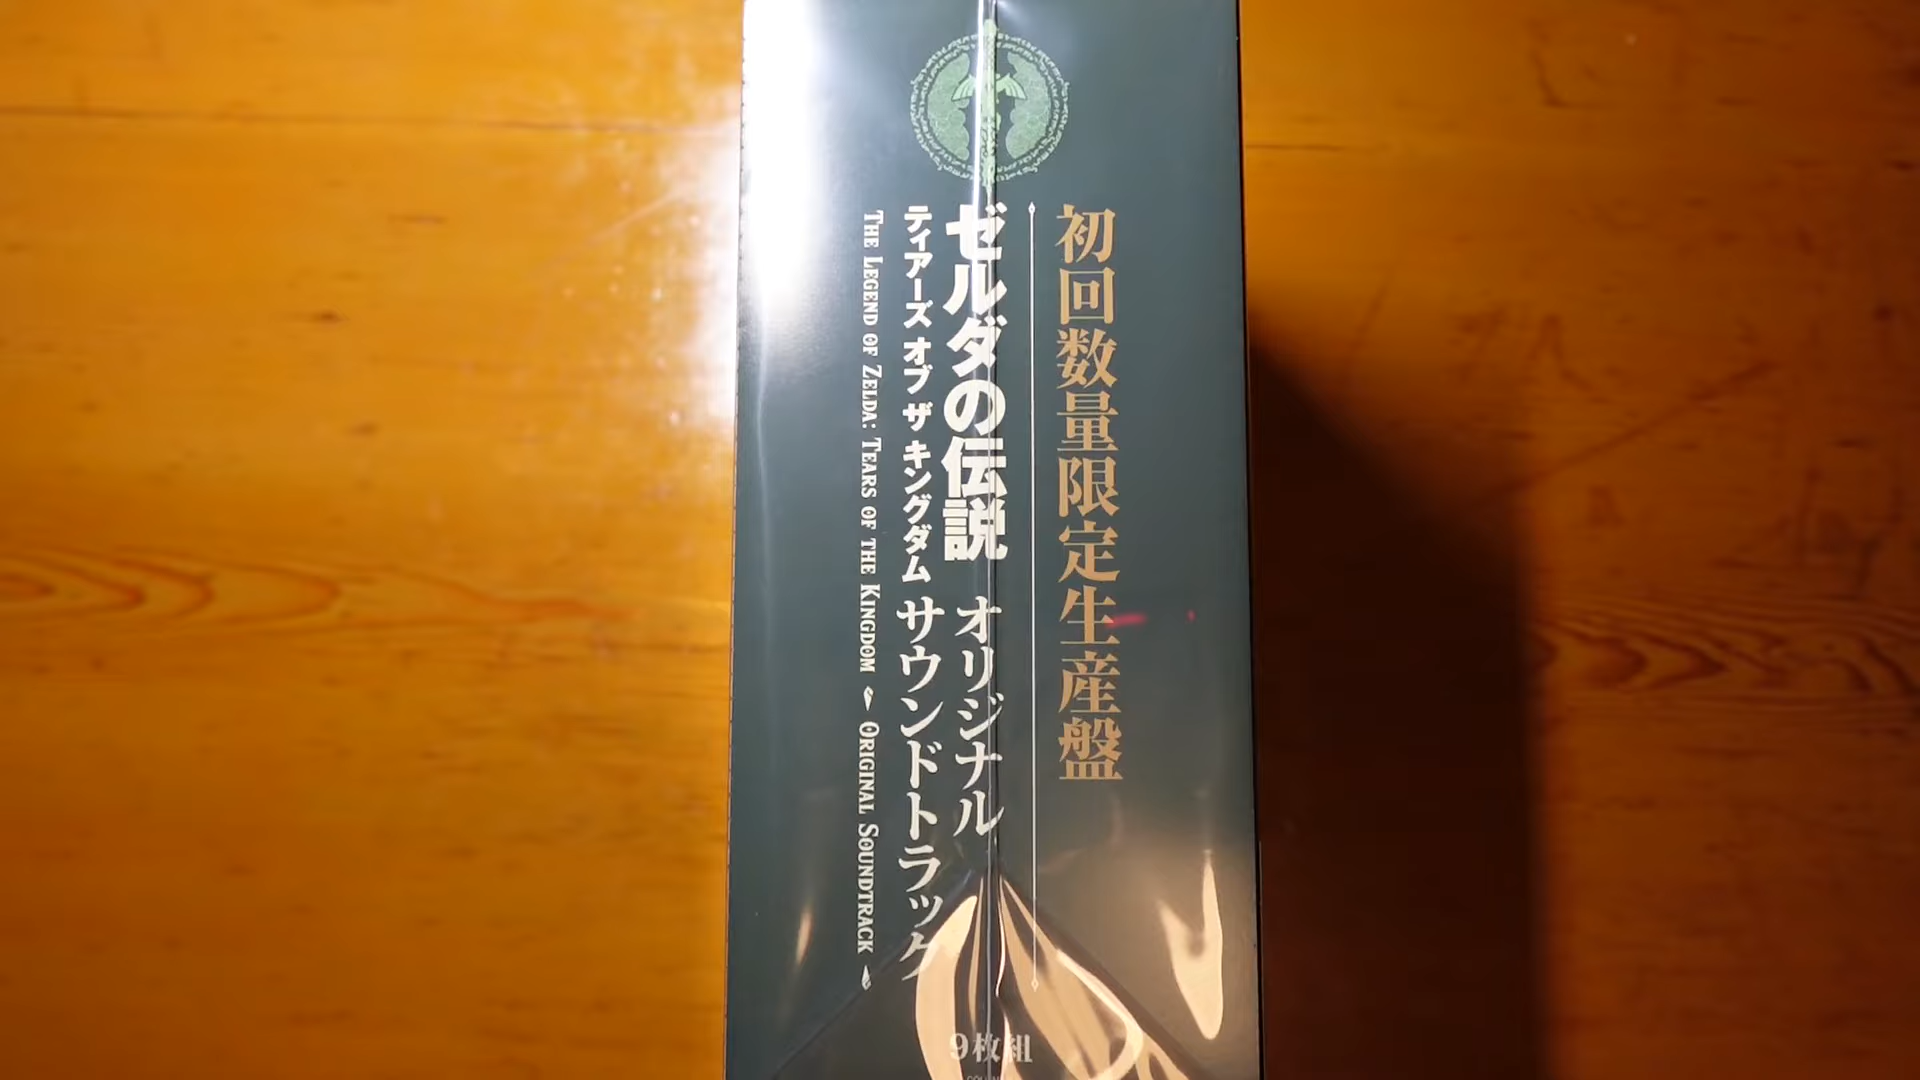 初回数量限定生産盤
ゼルダの伝説
ティアーズ オブ ザ キングダム
オリジナル
サウンドトラック
THE LEGEND OF ZELDA: TEARS OF THE KINGDOM
ORIGINAL SOUNDTRACK
9枚組